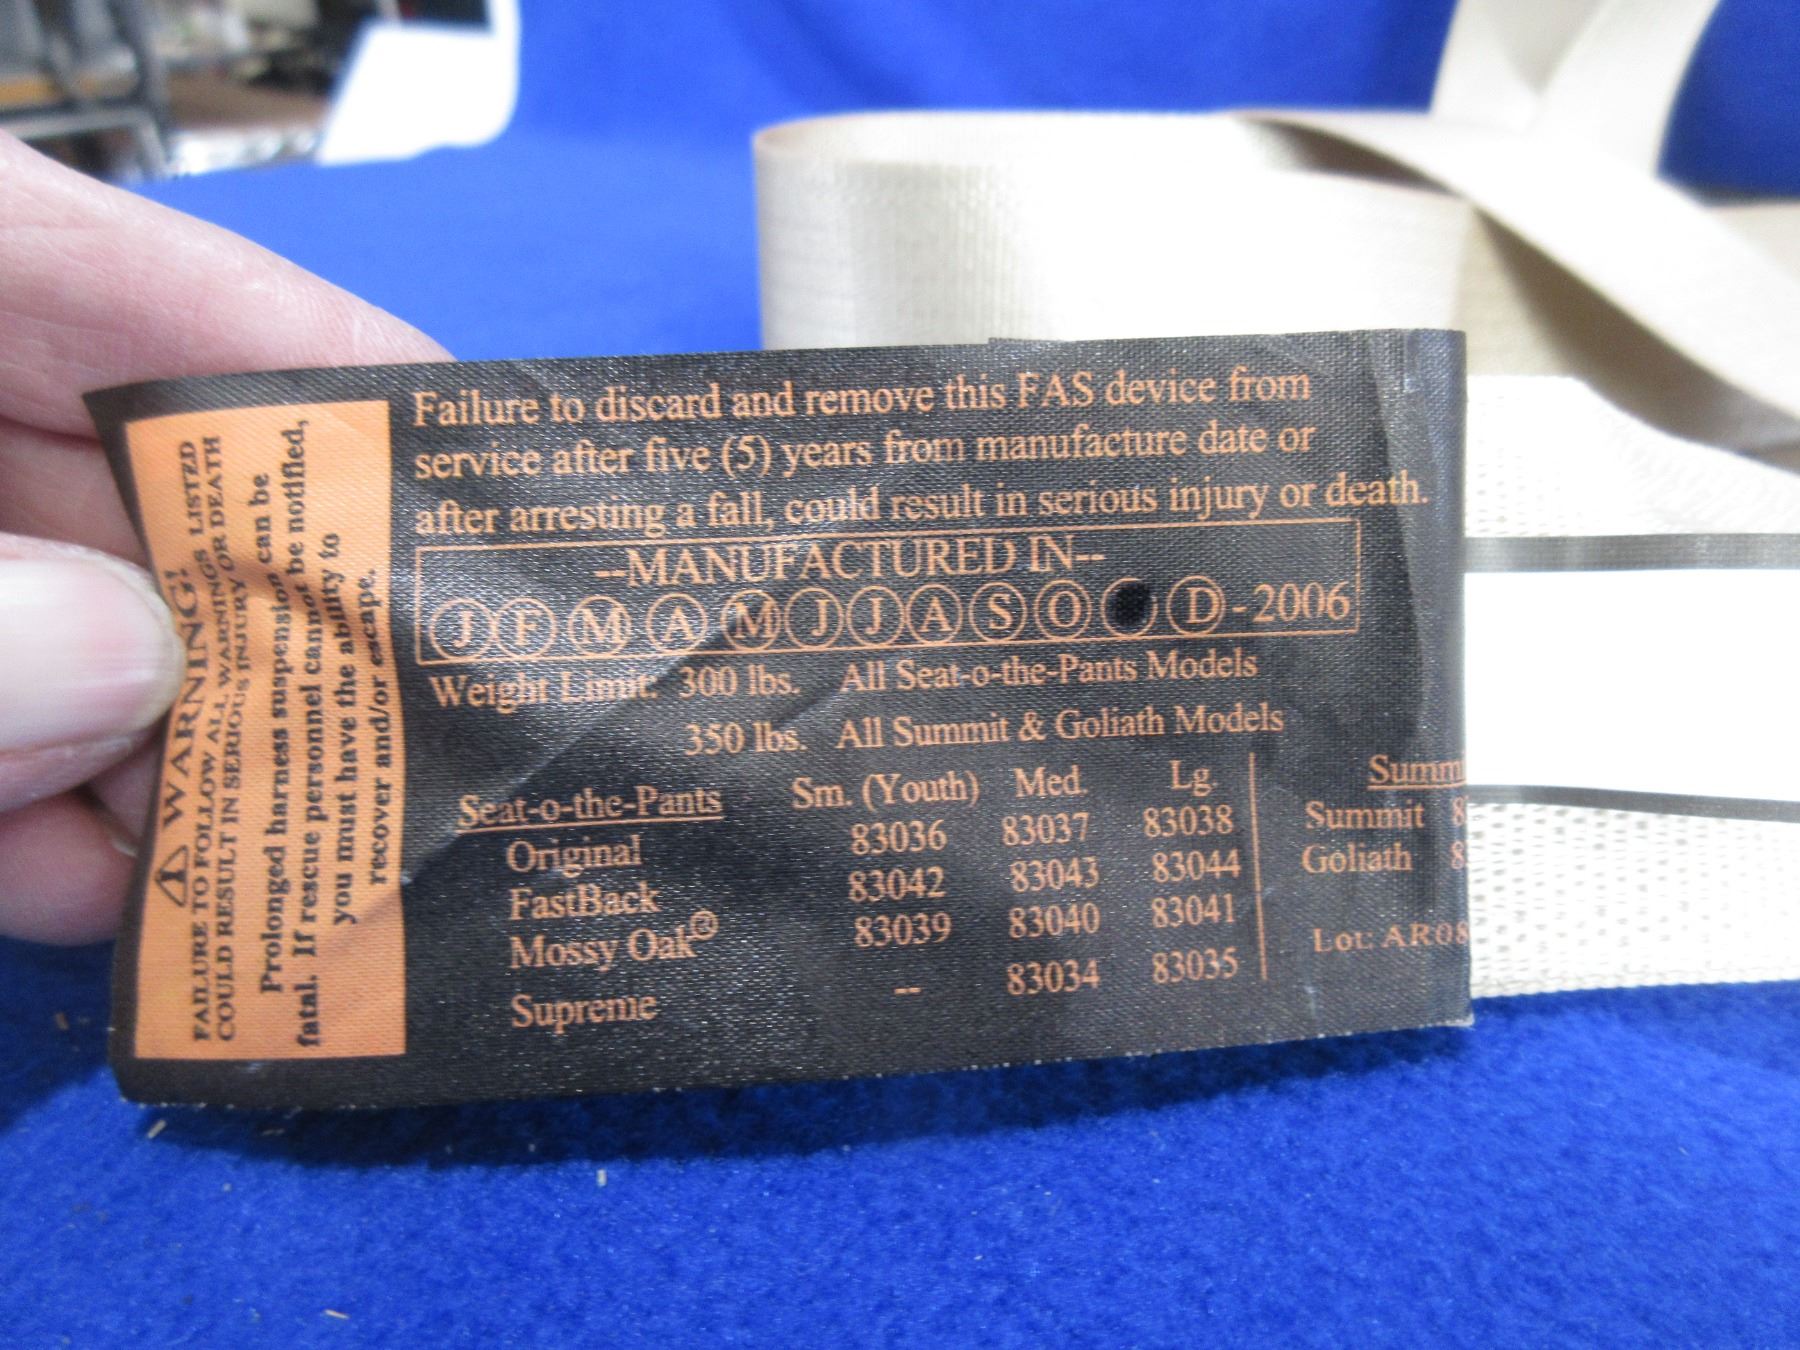 Failure to discard and remove this FAS device from
service after five (5) years from manufacture date or
after arresting a fall, could result in serious injury or death.
--MANUFACTURED IN--
J F M A M J J A S O D - 2006
Weight Limit: 300 lbs. All Seat-o-the-Pants Models
350 lbs. All Summit & Goliath Models
Seat-o-the-Pants Sm. (Youth) Med. Lg.
Original 83036 83037 83038
FastBack 83042 83043 83044
Mossy Oak® 83039 83040 83041
Supreme -- 83034 83035
Summit
Goliath
Lot: AR08
⚠ WARNING!
FAILURE TO FOLLOW ALL WARNINGS LISTED
COULD RESULT IN SERIOUS INJURY OR DEATH
Prolonged harness suspension can be
fatal. If rescue personnel cannot be notified,
you must have the ability to
recover and/or escape.